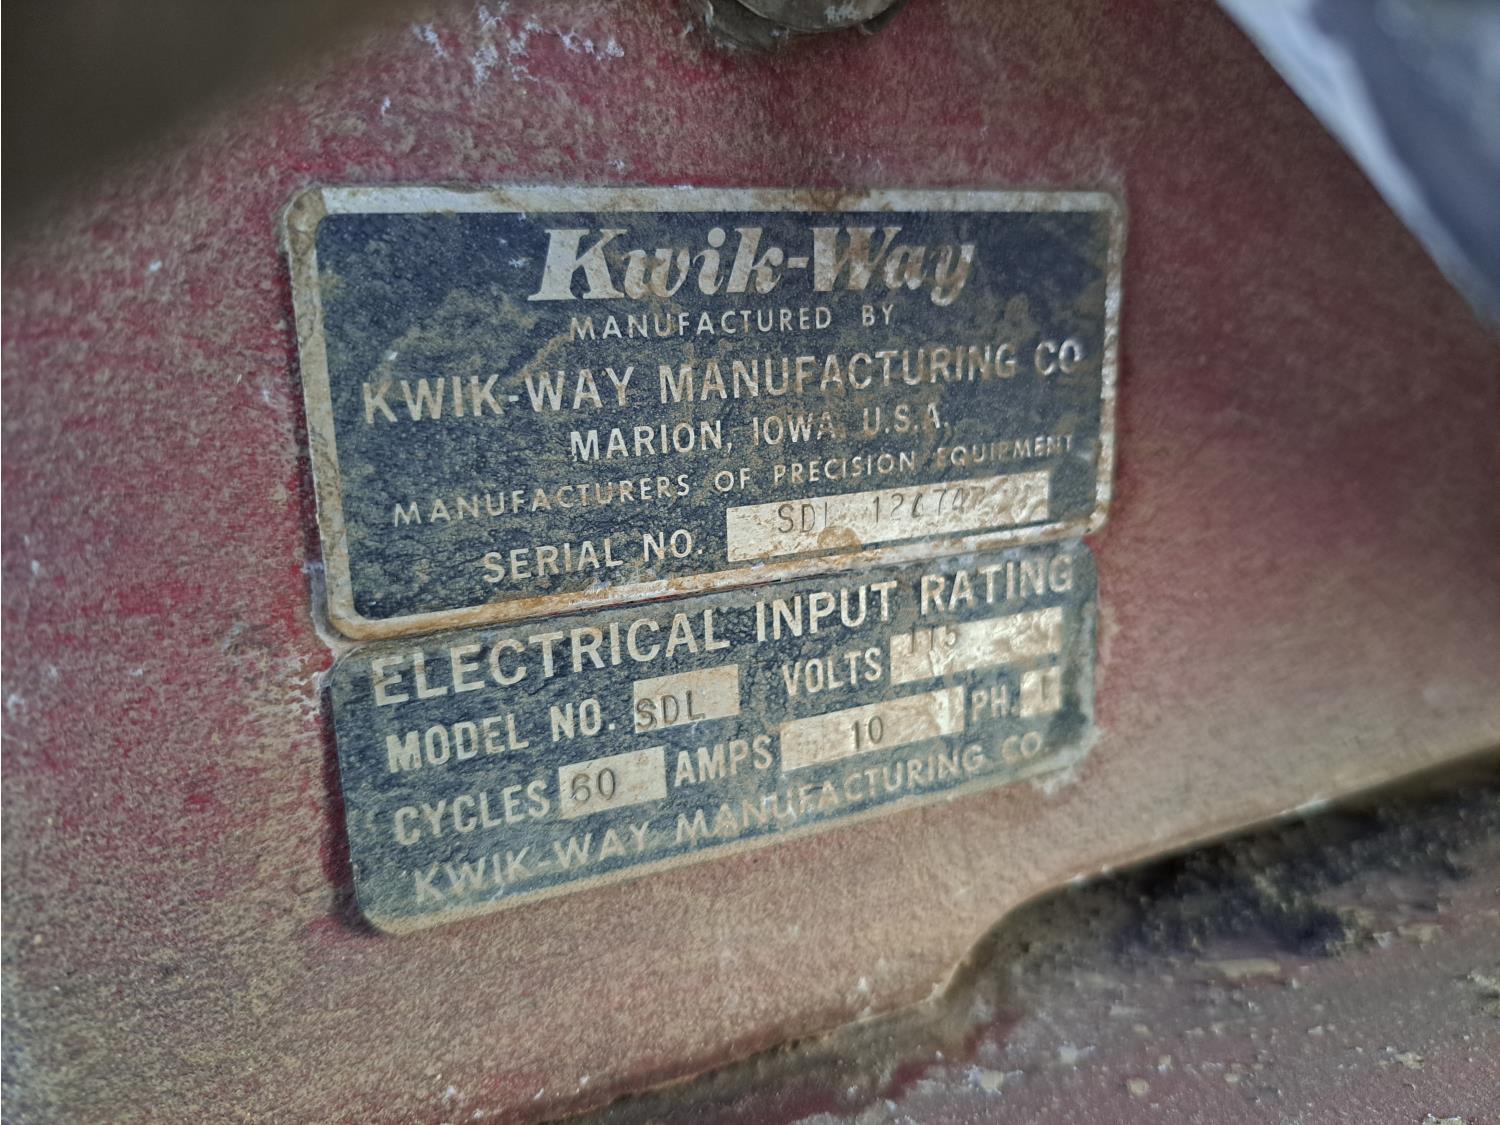 Kwik-Way
MANUFACTURED BY
KWIK-WAY MANUFACTURING CO
MARION, IOWA, U.S.A.
MANUFACTURERS OF PRECISION EQUIPMENT
SERIAL NO. SDL
ELECTRICAL INPUT RATING
MODEL NO. SDL VOLTS 115
CYCLES 60 AMPS 10 PH. 1
KWIK-WAY MANUFACTURING CO.